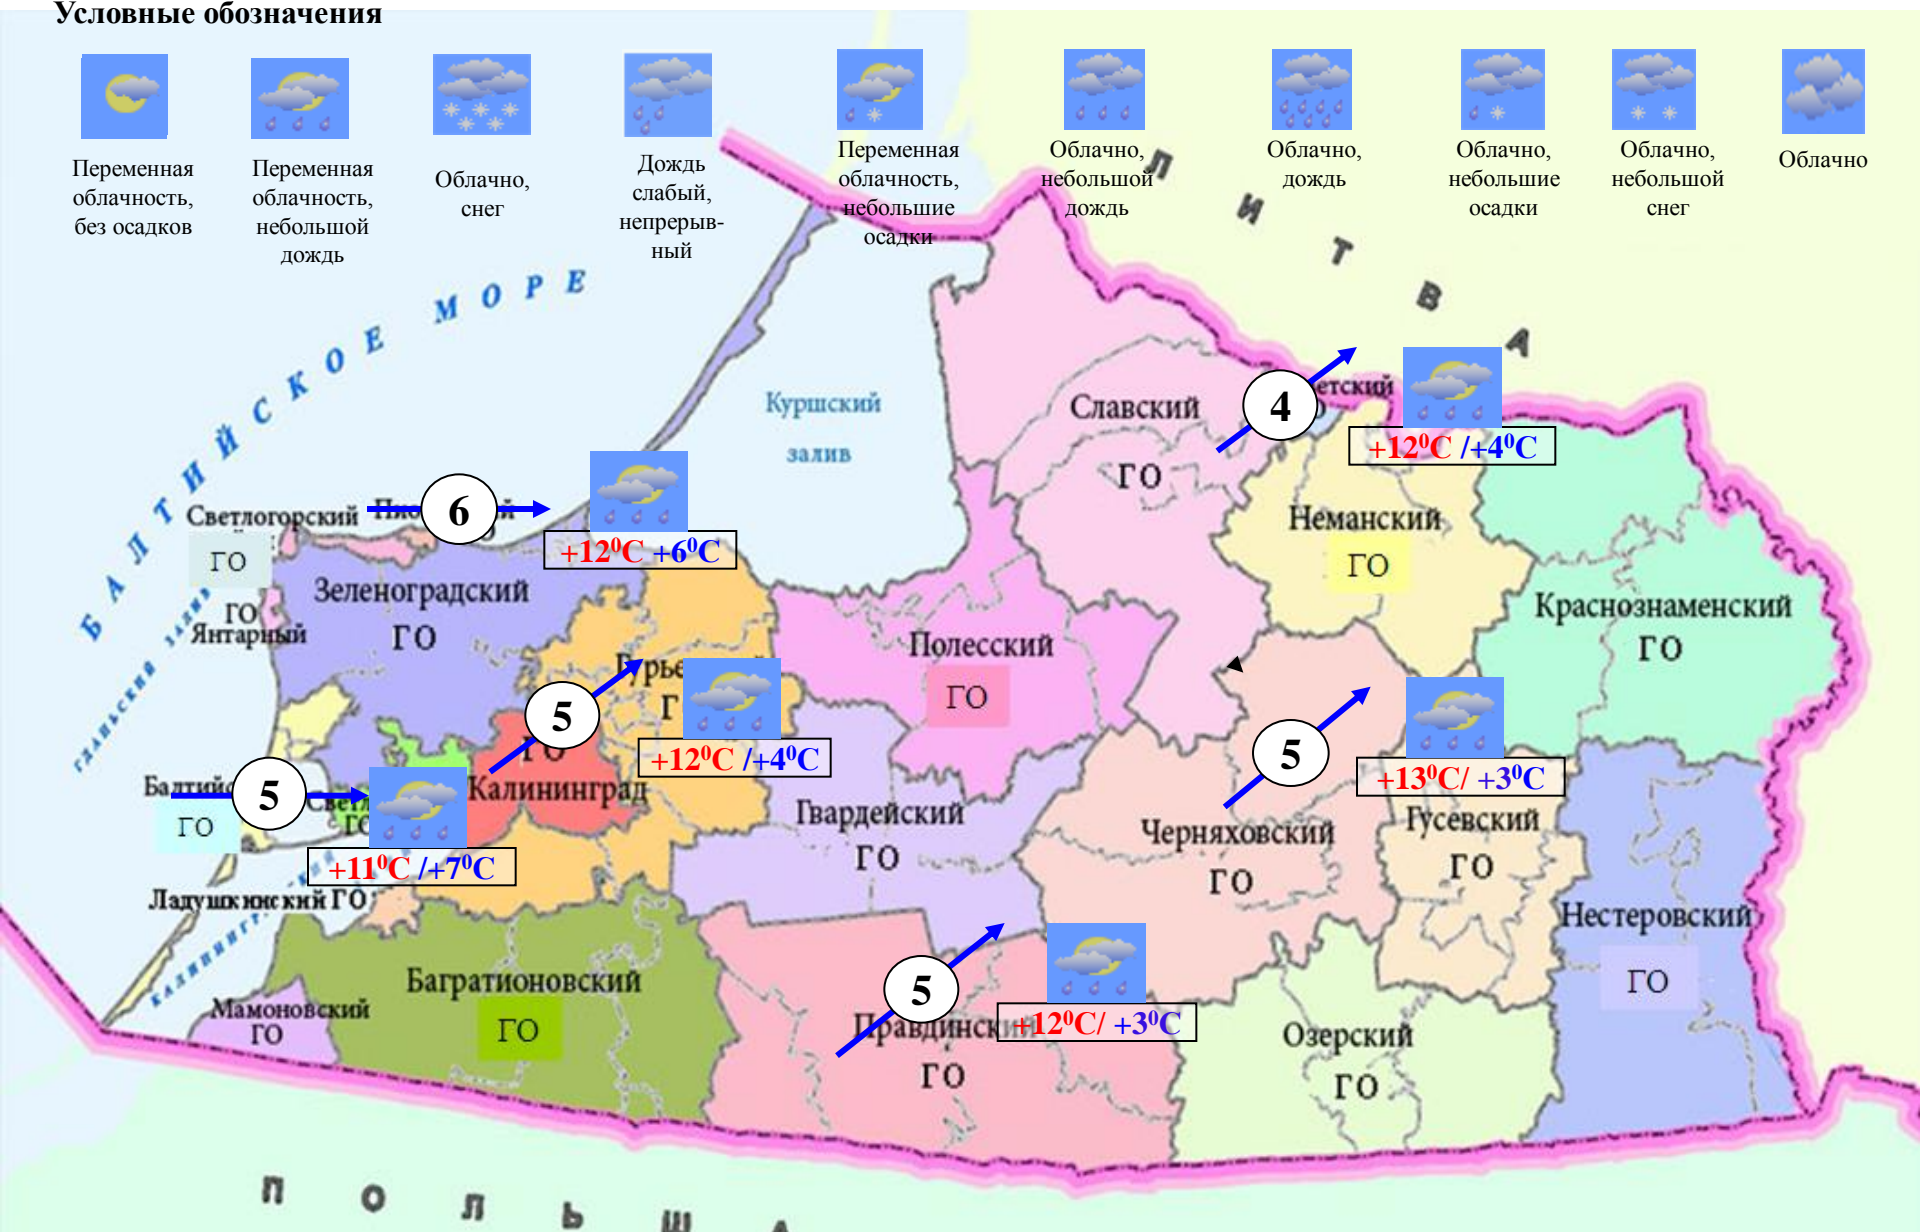 Условные обозначения
Переменная
облачность,
без осадков
Переменная
облачность,
небольшой
дождь
Облачно,
снег
Дождь
слабый,
непрерыв-
ный
Переменная
облачность,
небольшие
осадки
Облачно,
небольшой
дождь
Облачно,
дождь
Облачно,
небольшие
осадки
Облачно,
небольшой
снег
Облачно
ЛИТВА
БАЛТИЙСКОЕ МОРЕ
Куршский
залив
Славский
ГО
4
+12⁰C /+4⁰C
Неманский
ГО
Краснознаменский
ГО
Светлогорский
ГО
6
+12⁰C +6⁰C
Зеленоградский
ГО
ГО
Янтарный
ГДАНЬСКИЙ ЗАЛИВ
Полесский
ГО
5
+12⁰C /+4⁰C
ГО
Калининград
5
+13⁰C/ +3⁰C
5
ГО
+11⁰C /+7⁰C
Ладушкинский ГО
Гвардейский
ГО
Черняховский
ГО
Гусевский
ГО
Нестеровский
ГО
Багратионовский
ГО
Мамоновский
ГО
5
+12⁰C/ +3⁰C
Правдинский
ГО
Озерский
ГО
ПОЛЬША